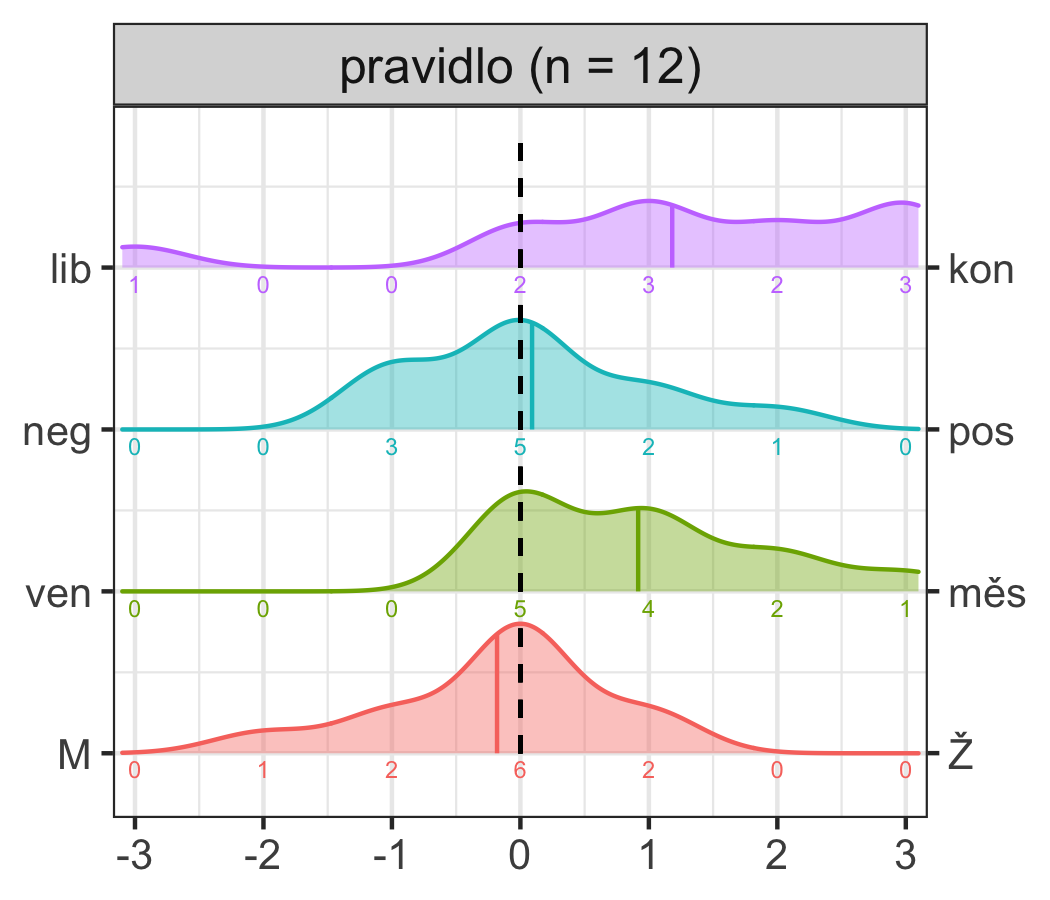 pravidlo (n = 12)
lib kon
1 0 0 2 3 2 3
neg pos
0 0 3 5 2 1 0
ven měs
0 0 0 5 4 2 1
M Ž
0 1 2 6 2 0 0
-3 -2 -1 0 1 2 3